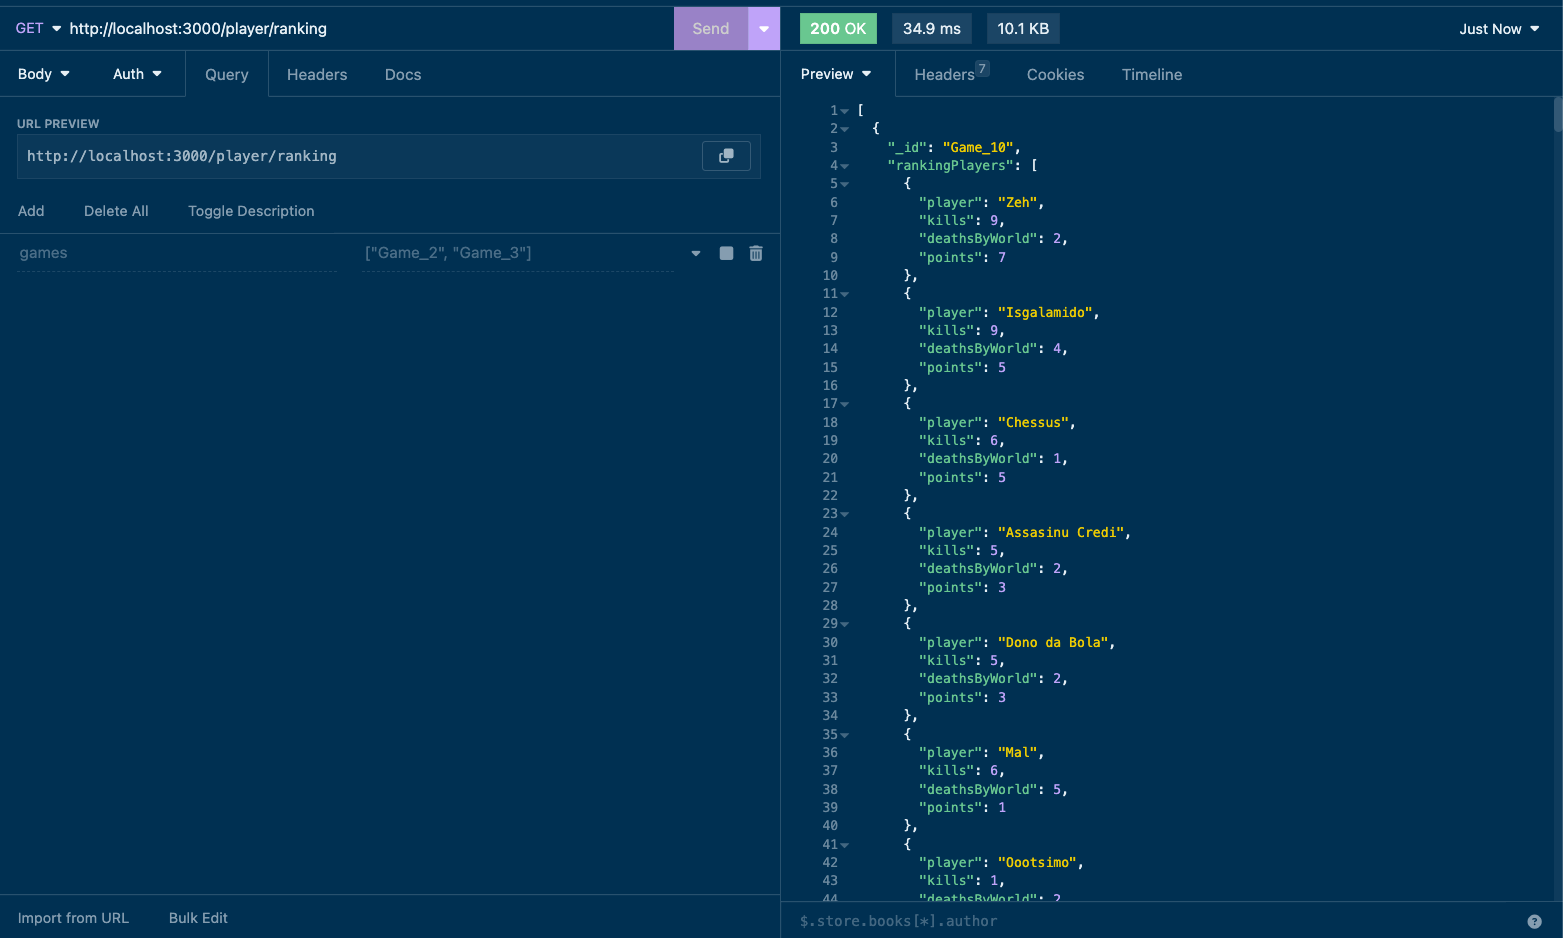 GET http://localhost:3000/player/ranking Send
Body Auth Query Headers Docs
URL PREVIEW
http://localhost:3000/player/ranking
Add Delete All Toggle Description
games ["Game_2", "Game_3"]
Import from URL Bulk Edit
200 OK 34.9 ms 10.1 KB Just Now
Preview Headers 7 Cookies Timeline
1 [
2 {
3 "_id": "Game_10",
4 "rankingPlayers": [
5 {
6 "player": "Zeh",
7 "kills": 9,
8 "deathsByWorld": 2,
9 "points": 7
10 },
11 {
12 "player": "Isgalamido",
13 "kills": 9,
14 "deathsByWorld": 4,
15 "points": 5
16 },
17 {
18 "player": "Chessus",
19 "kills": 6,
20 "deathsByWorld": 1,
21 "points": 5
22 },
23 {
24 "player": "Assasinu Credi",
25 "kills": 5,
26 "deathsByWorld": 2,
27 "points": 3
28 },
29 {
30 "player": "Dono da Bola",
31 "kills": 5,
32 "deathsByWorld": 2,
33 "points": 3
34 },
35 {
36 "player": "Mal",
37 "kills": 6,
38 "deathsByWorld": 5,
39 "points": 1
40 },
41 {
42 "player": "Oootsimo",
43 "kills": 1,
44 "deathsByWorld": 2
$.store.books[*].author ?